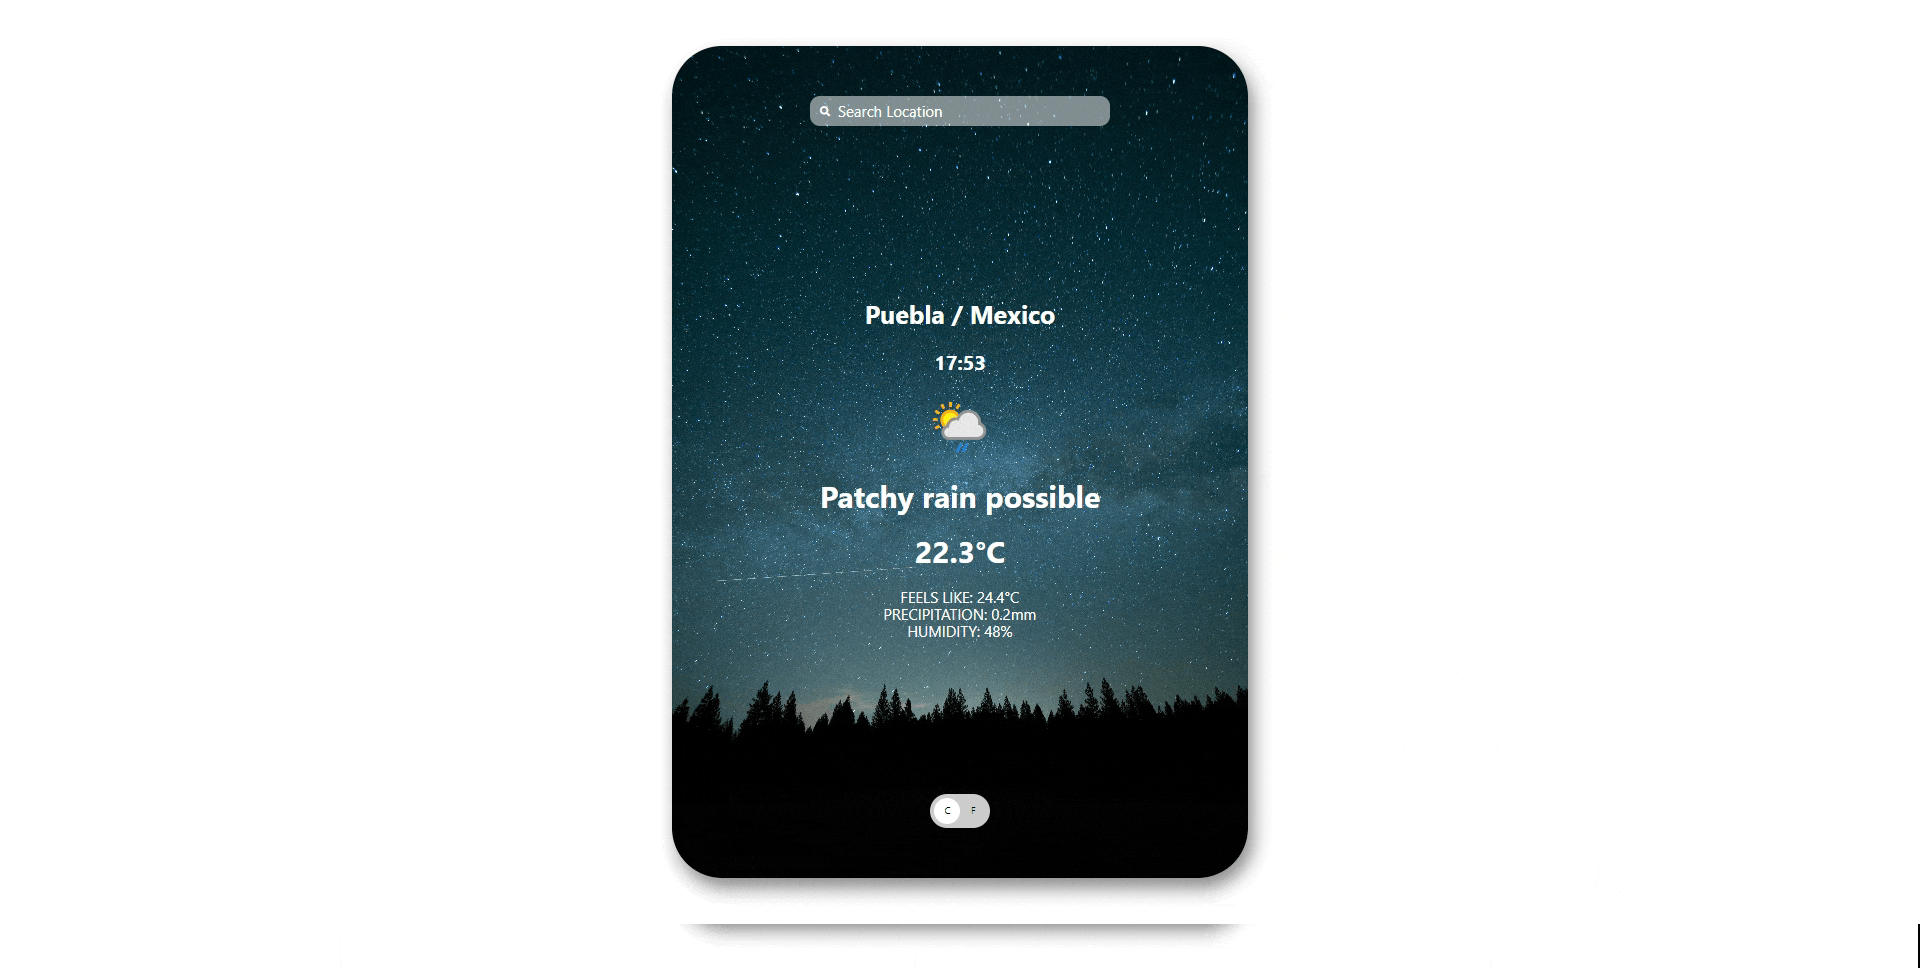 Search Location
Puebla / Mexico
17:53
Patchy rain possible
22.3°C
FEELS LIKE: 24.4°C
PRECIPITATION: 0.2mm
HUMIDITY: 48%
C F